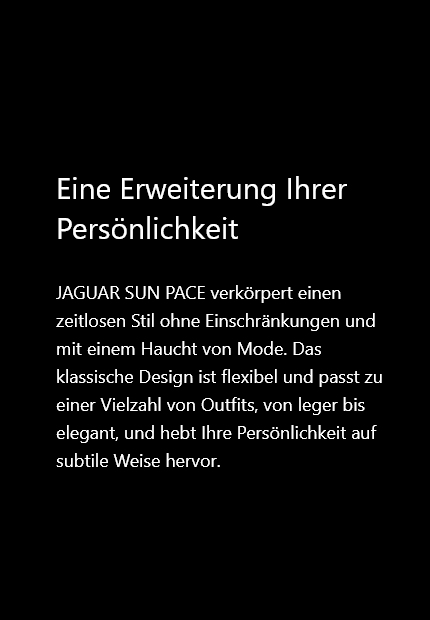 Eine Erweiterung Ihrer
Persönlichkeit
JAGUAR SUN PACE verkörpert einen
zeitlosen Stil ohne Einschränkungen und
mit einem Haucht von Mode. Das
klassische Design ist flexibel und passt zu
einer Vielzahl von Outfits, von leger bis
elegant, und hebt Ihre Persönlichkeit auf
subtile Weise hervor.